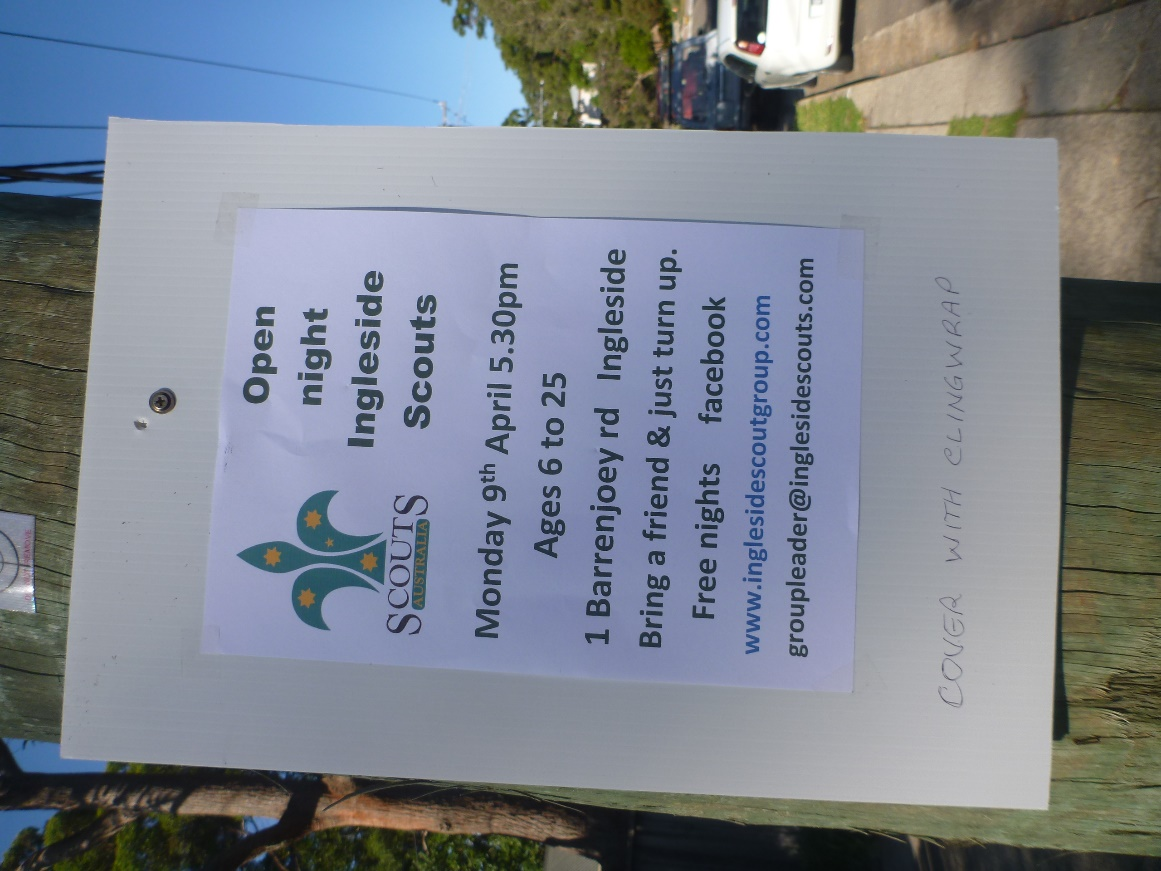 Open
night
Ingleside
Scouts
SCOUTS
AUSTRALIA
Monday 9th April 5.30pm
Ages 6 to 25
1 Barrenjoey rd Ingleside
Bring a friend & just turn up.
Free nights facebook
www.inglesidescoutgroup.com
groupleader@inglesidescouts.com
COVER WITH CLINGWRAP